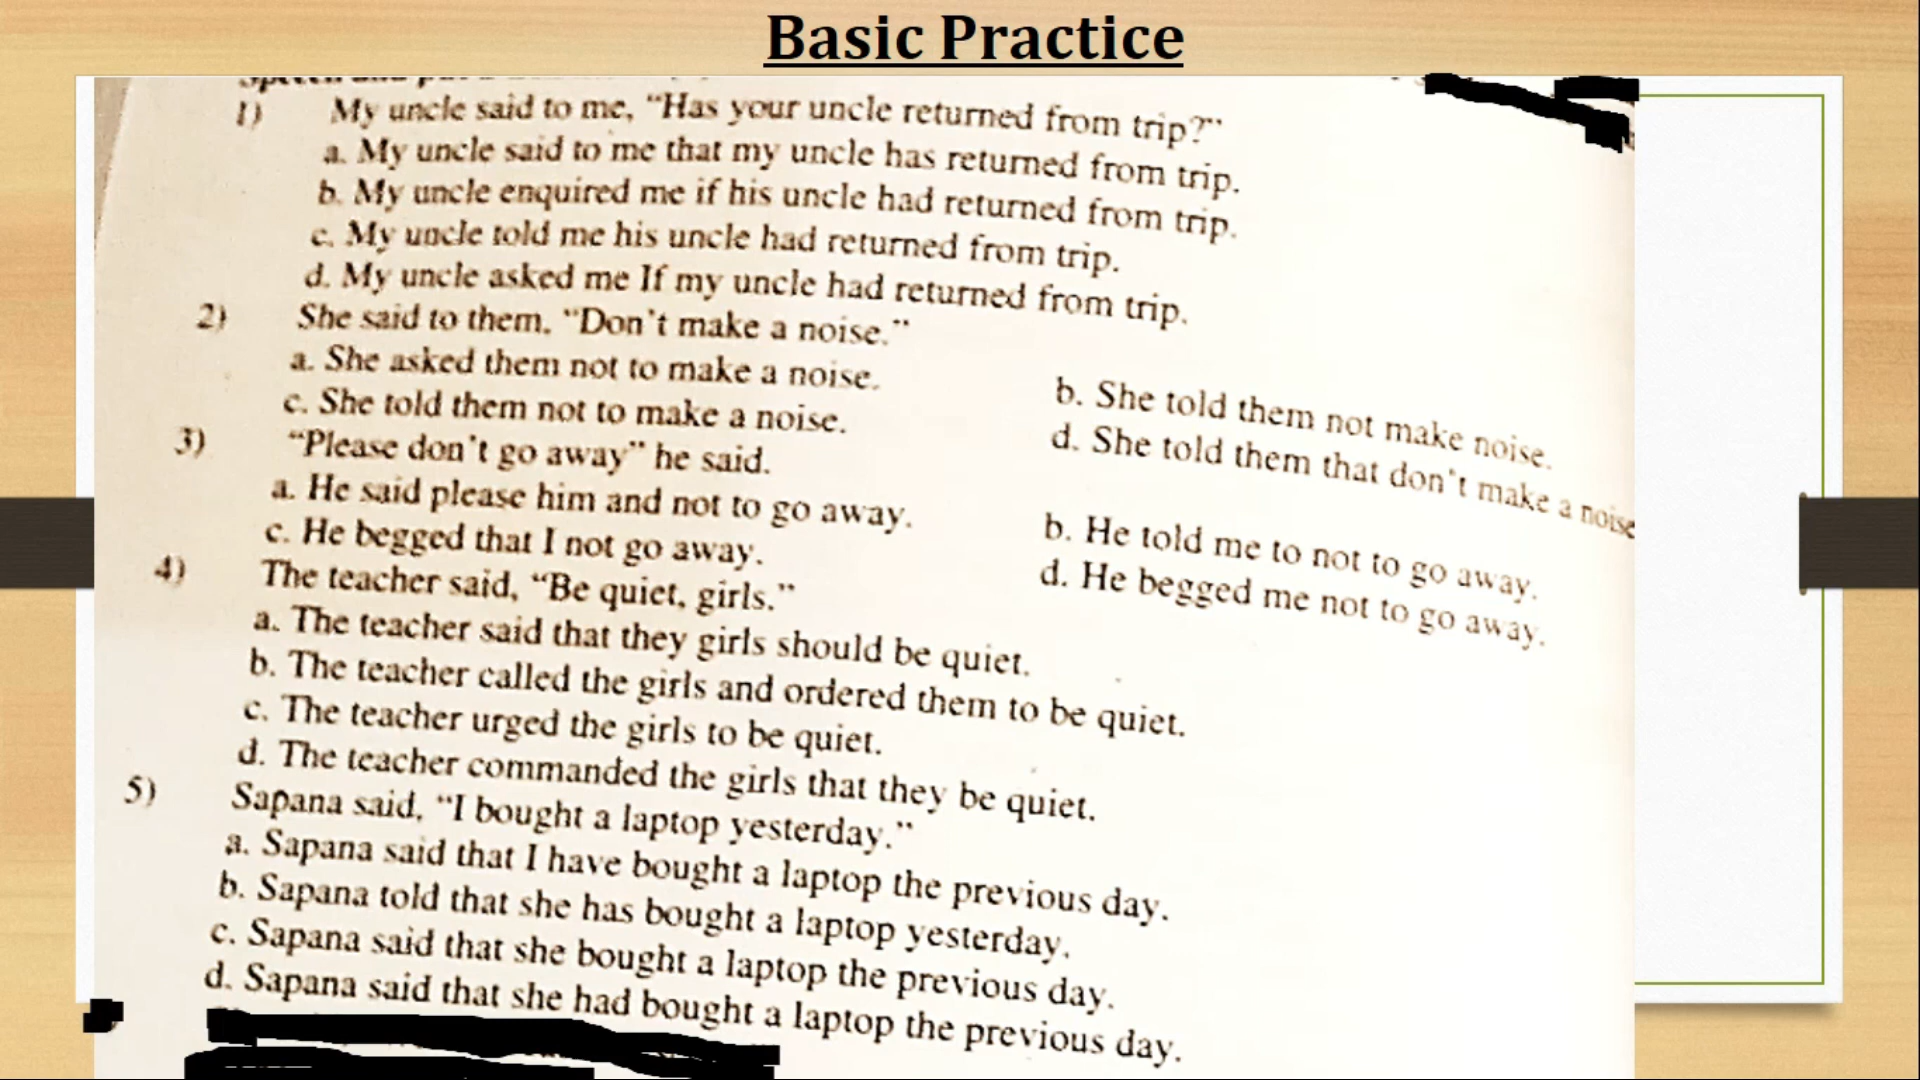 Basic Practice
1) My uncle said to me, "Has your uncle returned from trip?"
a. My uncle said to me that my uncle has returned from trip.
b. My uncle enquired me if his uncle had returned from trip.
c. My uncle told me his uncle had returned from trip.
d. My uncle asked me If my uncle had returned from trip.
2) She said to them. "Don't make a noise."
a. She asked them not to make a noise.
b. She told them not make noise.
c. She told them not to make a noise.
d. She told them that don't make a noise
3) "Please don't go away" he said.
a. He said please him and not to go away.
b. He told me to not to go away.
c. He begged that I not go away.
d. He begged me not to go away.
4) The teacher said, "Be quiet, girls."
a. The teacher said that they girls should be quiet.
b. The teacher called the girls and ordered them to be quiet.
c. The teacher urged the girls to be quiet.
d. The teacher commanded the girls that they be quiet.
5) Sapana said, "I bought a laptop yesterday."
a. Sapana said that I have bought a laptop the previous day.
b. Sapana told that she has bought a laptop yesterday.
c. Sapana said that she bought a laptop the previous day.
d. Sapana said that she had bought a laptop the previous day.